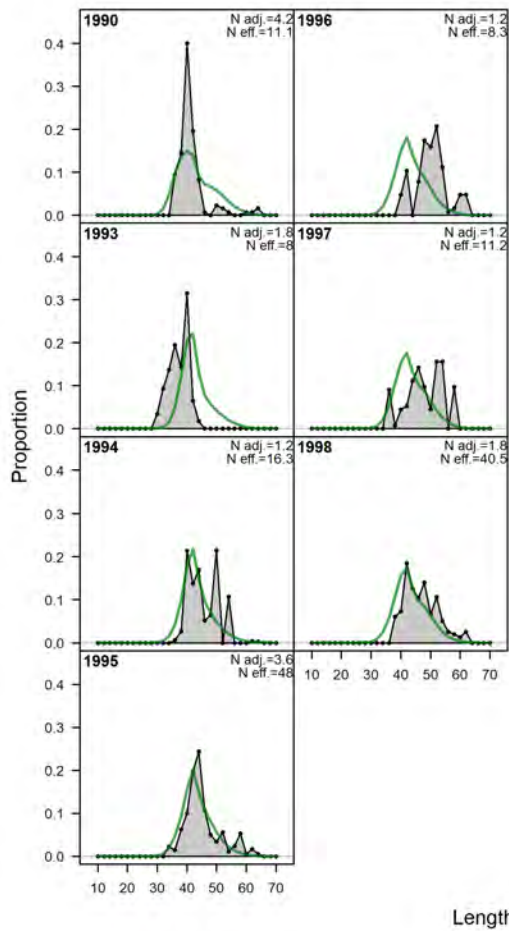 1990
N adj.=4.2
N eff.=11.1
0.4
0.3
0.2
0.1
0.0
1996
N adj.=1.2
N eff.=8.3
1993
N adj.=1.8
N eff.=8
0.4
0.3
0.2
0.1
0.0
1997
N adj.=1.2
N eff.=11.2
Proportion
1994
N adj.=1.2
N eff.=16.3
0.4
0.3
0.2
0.1
0.0
1998
N adj.=1.8
N eff.=40.5
10 20 30 40 50 60 70
1995
N adj.=3.6
N eff.=48
0.4
0.3
0.2
0.1
0.0
10 20 30 40 50 60 70
Length